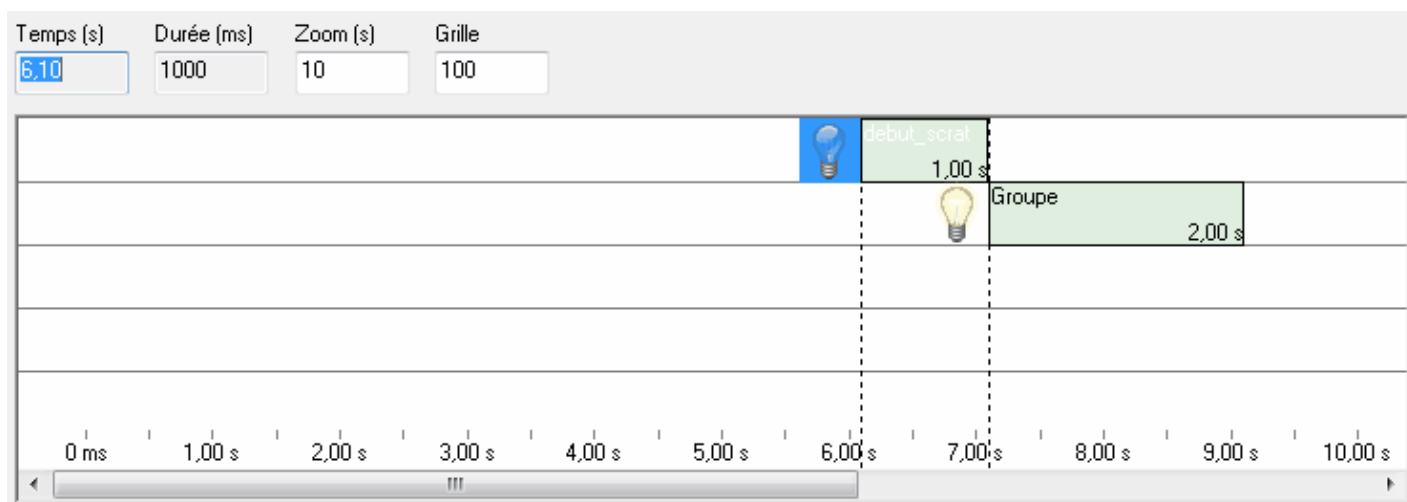 Temps (s) Durée (ms) Zoom (s) Grille
6,10 1000 10 100
debut_scrat
1,00 s
Groupe
2,00 s
0 ms 1,00 s 2,00 s 3,00 s 4,00 s 5,00 s 6,00 s 7,00 s 8,00 s 9,00 s 10,00 s